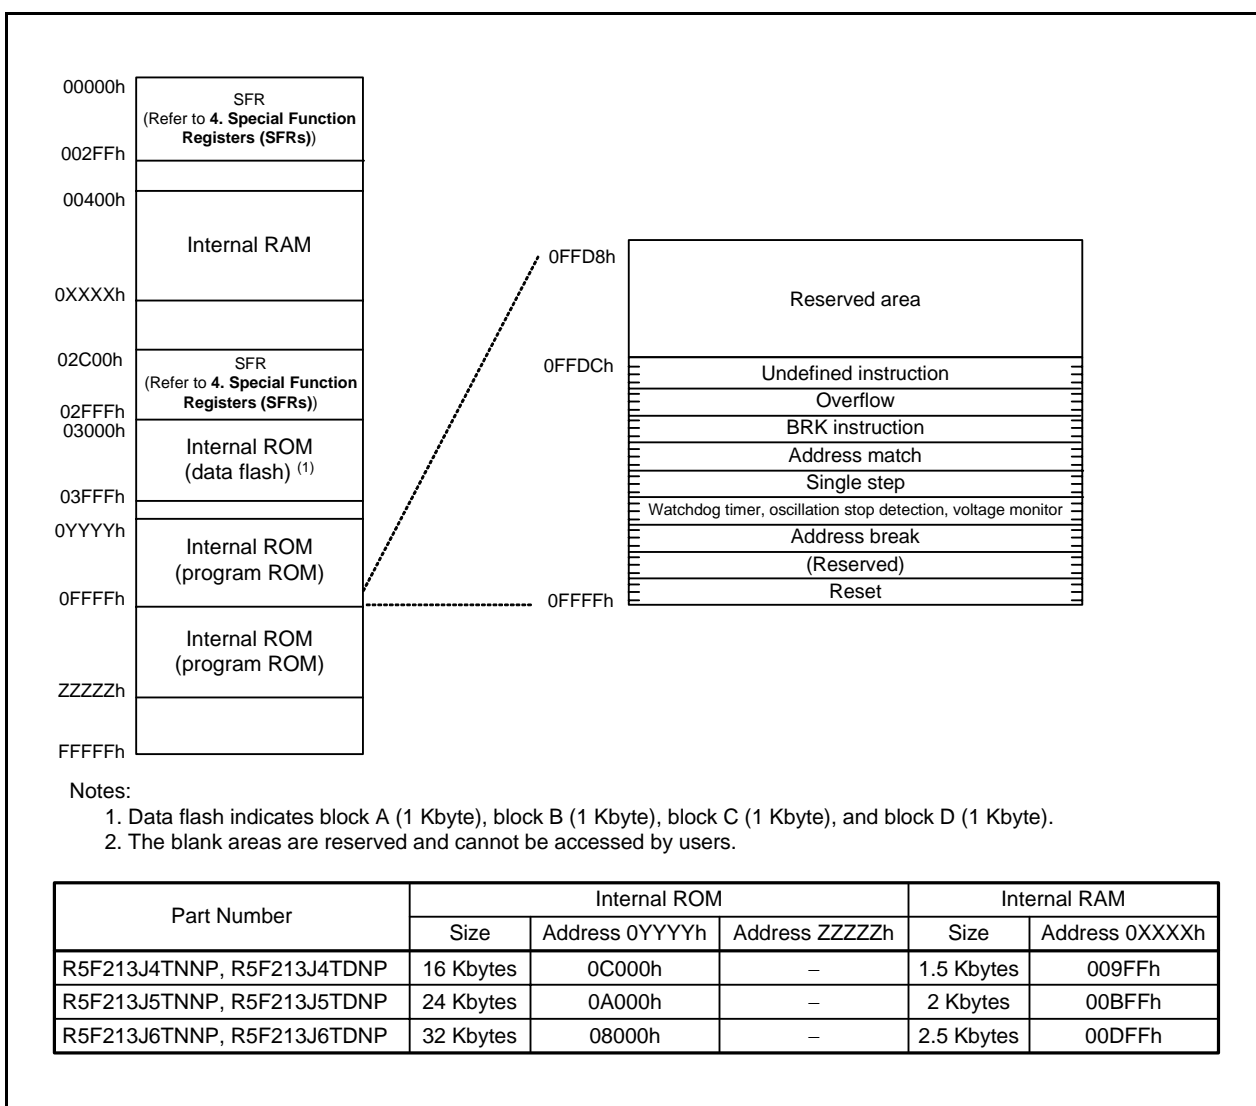 00000h
SFR
(Refer to 4. Special Function
Registers (SFRs))
002FFh
00400h
Internal RAM
0XXXXh
02C00h
SFR
(Refer to 4. Special Function
Registers (SFRs))
02FFFh
03000h
Internal ROM
(data flash) (1)
03FFFh
0YYYYh
Internal ROM
(program ROM)
0FFFFh
Internal ROM
(program ROM)
ZZZZZh
FFFFFh
0FFD8h
Reserved area
0FFDCh
Undefined instruction
Overflow
BRK instruction
Address match
Single step
Watchdog timer, oscillation stop detection, voltage monitor
Address break
(Reserved)
Reset
0FFFFh
Notes:
1. Data flash indicates block A (1 Kbyte), block B (1 Kbyte), block C (1 Kbyte), and block D (1 Kbyte).
2. The blank areas are reserved and cannot be accessed by users.
Part Number Internal ROM Internal RAM
Size Address 0YYYYh Address ZZZZZh Size Address 0XXXXh
R5F213J4TNNP, R5F213J4TDNP 16 Kbytes 0C000h – 1.5 Kbytes 009FFh
R5F213J5TNNP, R5F213J5TDNP 24 Kbytes 0A000h – 2 Kbytes 00BFFh
R5F213J6TNNP, R5F213J6TDNP 32 Kbytes 08000h – 2.5 Kbytes 00DFFh